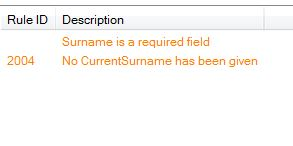 Rule ID Description
Surname is a required field
2004 No CurrentSurname has been given